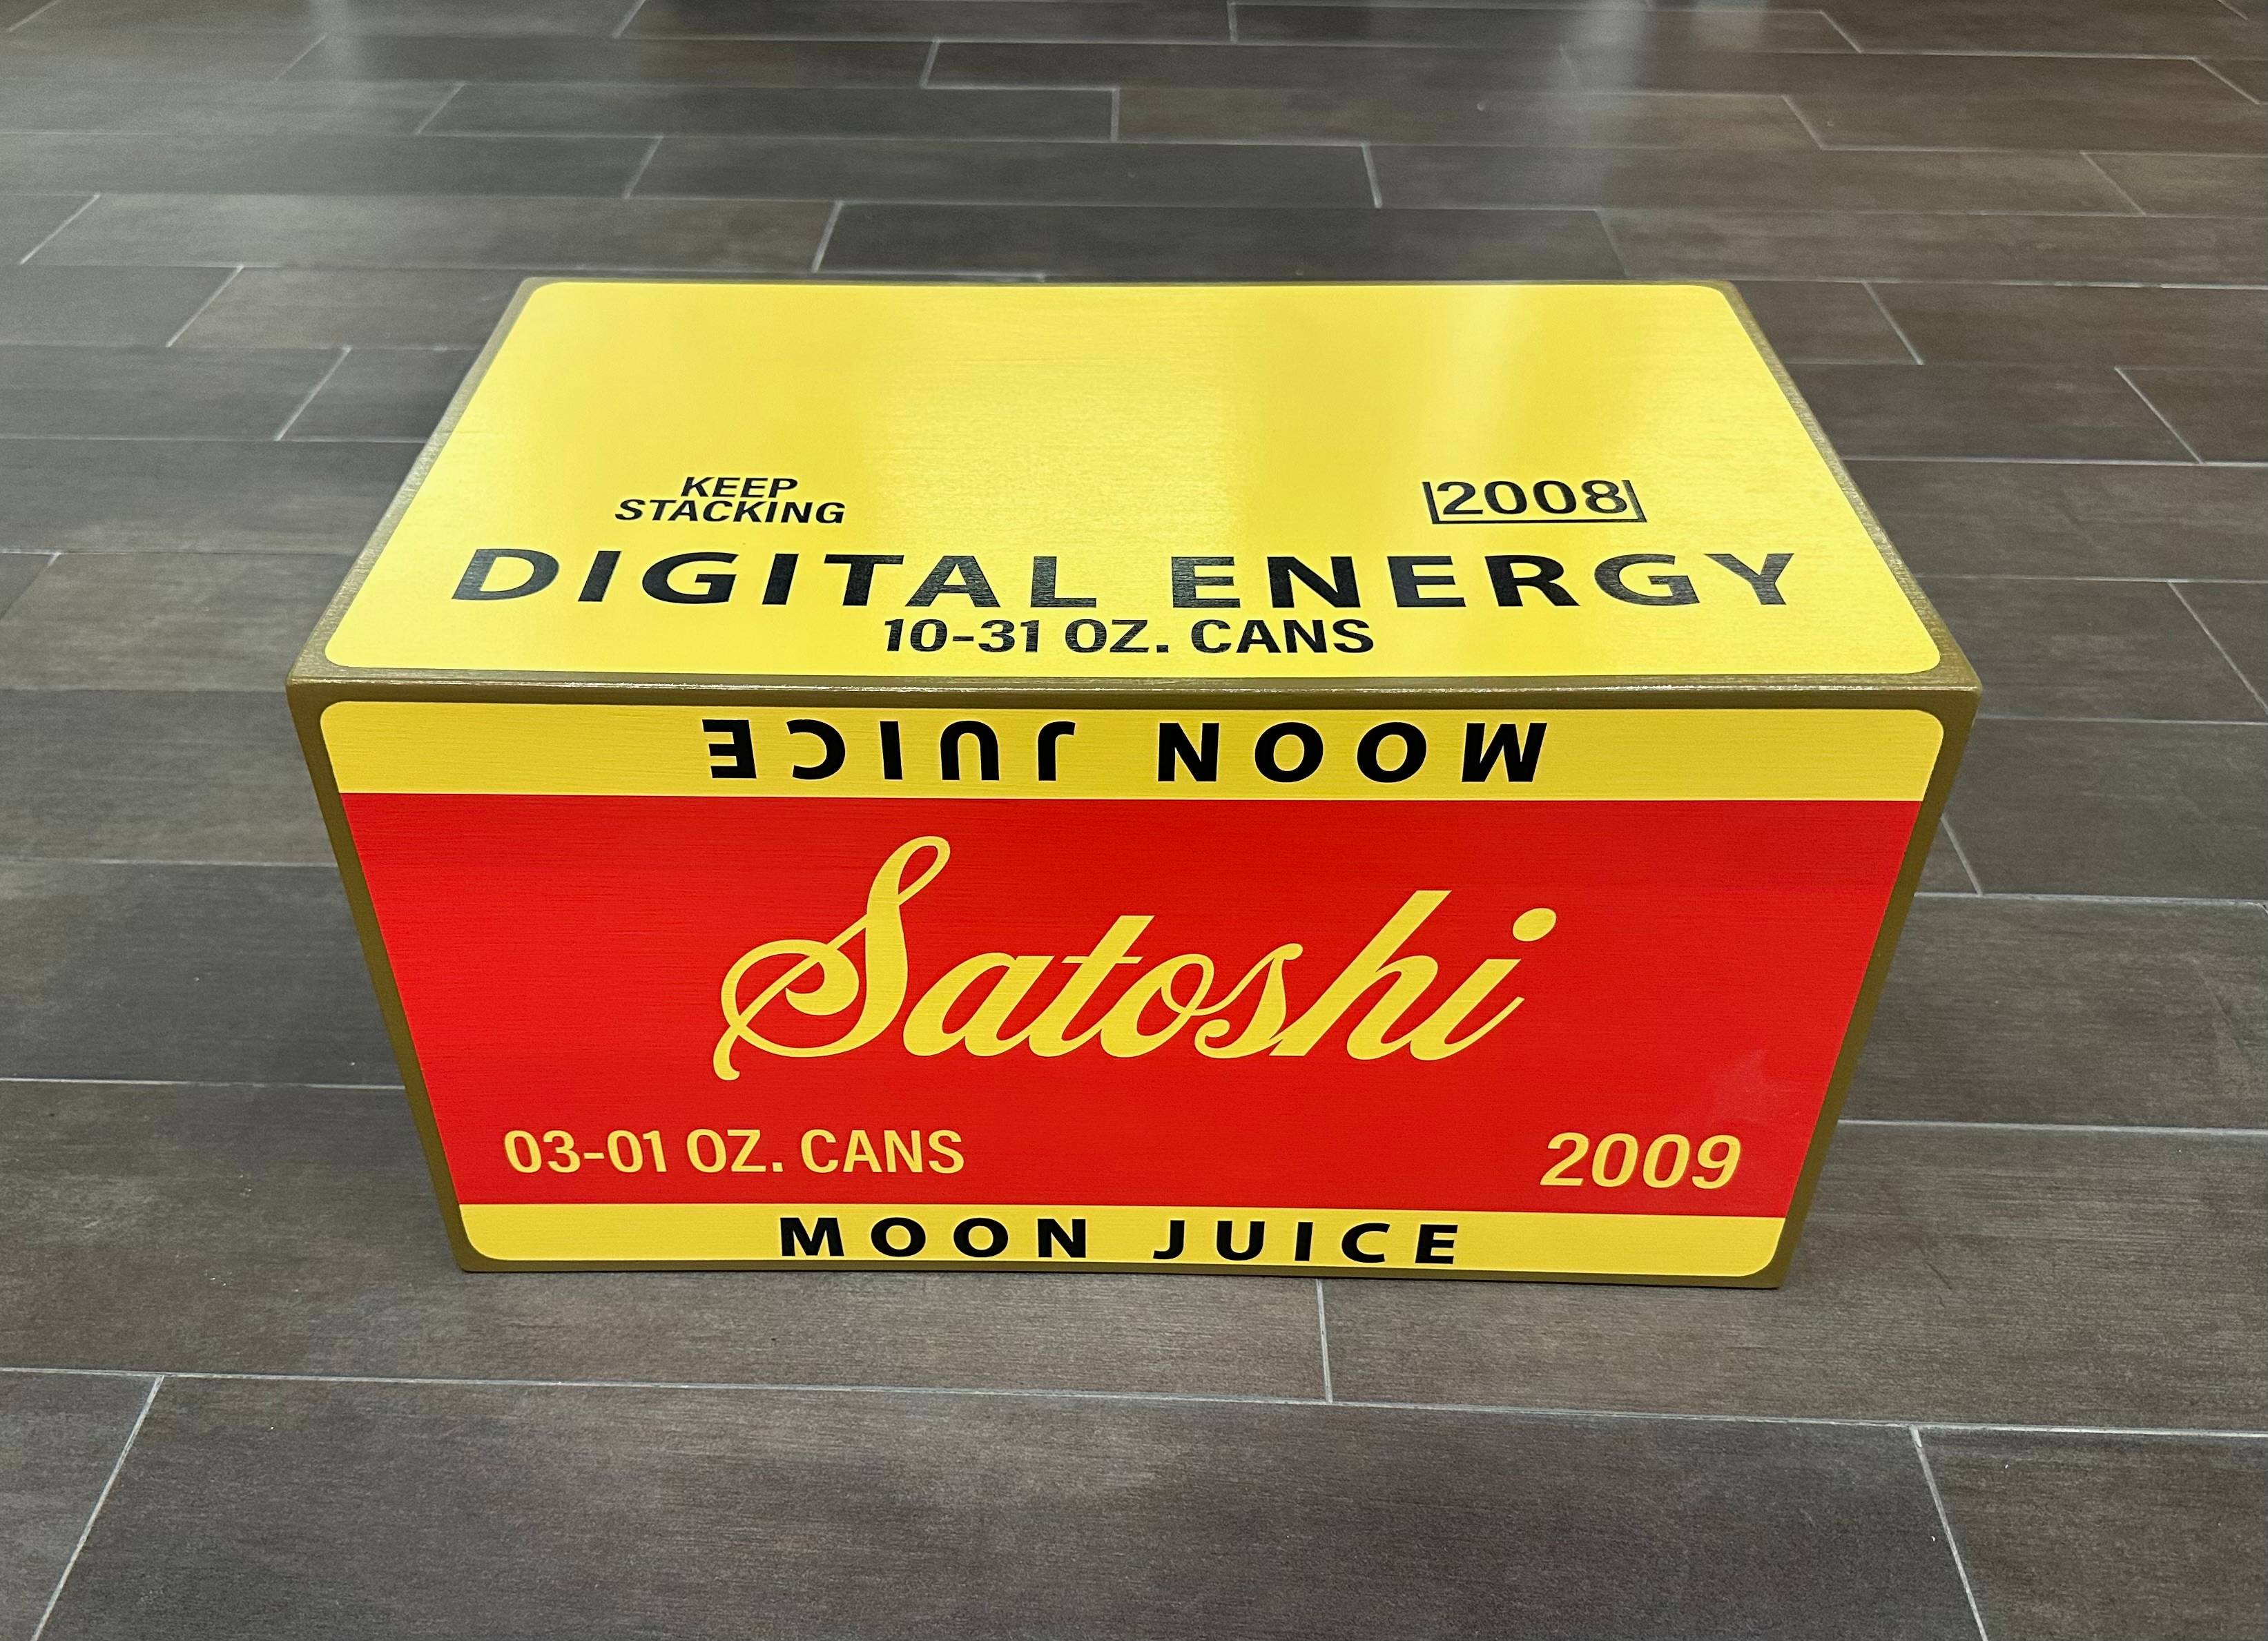 KEEP
STACKING
2008
DIGITAL ENERGY
10-31 OZ. CANS
MOON JUICE
Satoshi
03-01 OZ. CANS
2009
MOON JUICE